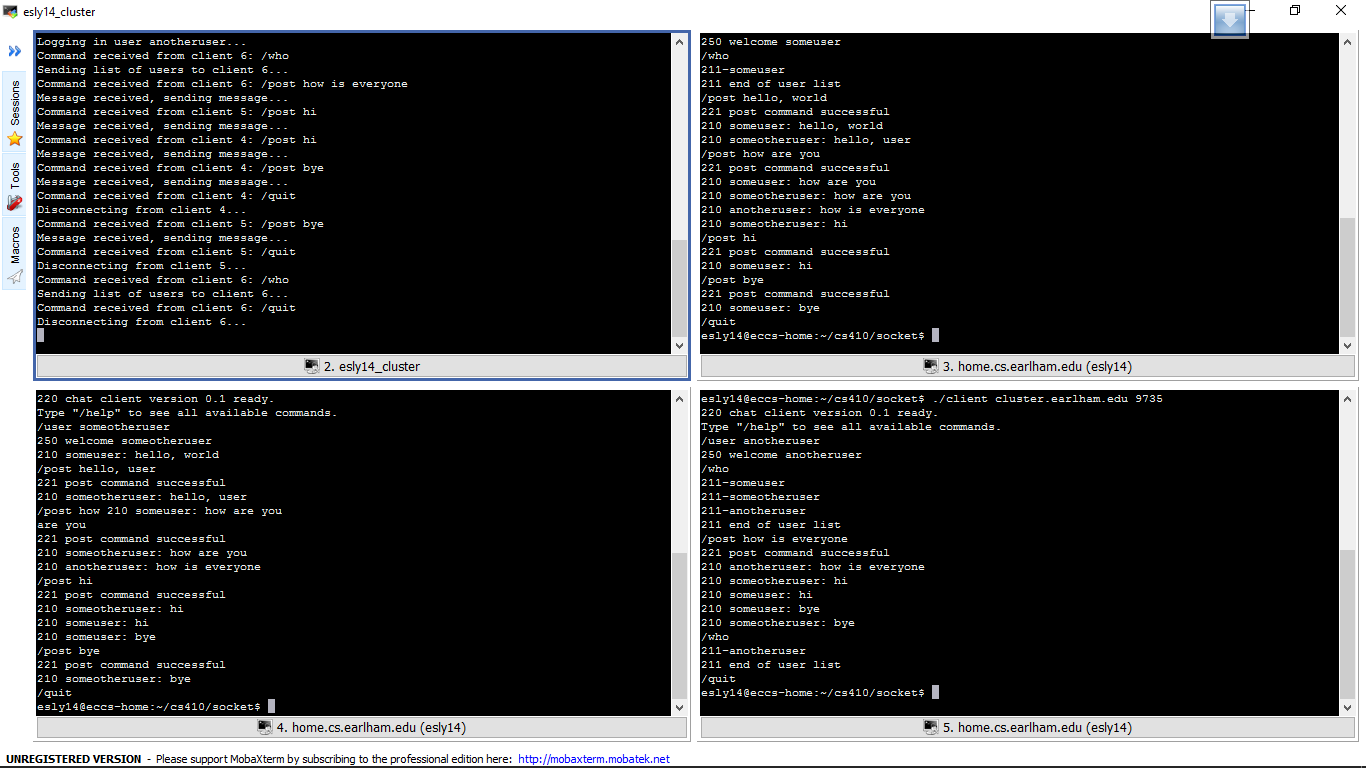 esly14_cluster
Sessions
Tools
Macros
Logging in user anotheruser...
Command received from client 6: /who
Sending list of users to client 6...
Command received from client 6: /post how is everyone
Message received, sending message...
Command received from client 5: /post hi
Message received, sending message...
Command received from client 4: /post hi
Message received, sending message...
Command received from client 4: /post bye
Message received, sending message...
Command received from client 4: /quit
Disconnecting from client 4...
Command received from client 5: /post bye
Message received, sending message...
Command received from client 5: /quit
Disconnecting from client 5...
Command received from client 6: /who
Sending list of users to client 6...
Command received from client 6: /quit
Disconnecting from client 6...
2. esly14_cluster
250 welcome someuser
/who
211-someuser
211 end of user list
/post hello, world
221 post command successful
210 someuser: hello, world
210 someotheruser: hello, user
/post how are you
221 post command successful
210 someuser: how are you
210 someotheruser: how are you
210 anotheruser: how is everyone
210 someotheruser: hi
/post hi
221 post command successful
210 someuser: hi
/post bye
221 post command successful
210 someuser: bye
/quit
esly14@eccs-home:~/cs410/socket$
3. home.cs.earlham.edu (esly14)
220 chat client version 0.1 ready.
Type "/help" to see all available commands.
/user someotheruser
250 welcome someotheruser
210 someuser: hello, world
/post hello, user
221 post command successful
210 someotheruser: hello, user
/post how 210 someuser: how are you
are you
221 post command successful
210 someotheruser: how are you
210 anotheruser: how is everyone
/post hi
221 post command successful
210 someotheruser: hi
210 someuser: hi
210 someuser: bye
/post bye
221 post command successful
210 someotheruser: bye
/quit
esly14@eccs-home:~/cs410/socket$
4. home.cs.earlham.edu (esly14)
esly14@eccs-home:~/cs410/socket$ ./client cluster.earlham.edu 9735
220 chat client version 0.1 ready.
Type "/help" to see all available commands.
/user anotheruser
250 welcome anotheruser
/who
211-someuser
211-someotheruser
211-anotheruser
211 end of user list
/post how is everyone
221 post command successful
210 anotheruser: how is everyone
210 someotheruser: hi
210 someuser: hi
210 someuser: bye
210 someotheruser: bye
/who
211-anotheruser
211 end of user list
/quit
esly14@eccs-home:~/cs410/socket$
5. home.cs.earlham.edu (esly14)
UNREGISTERED VERSION - Please support MobaXterm by subscribing to the professional edition here: http://mobaxterm.mobatek.net